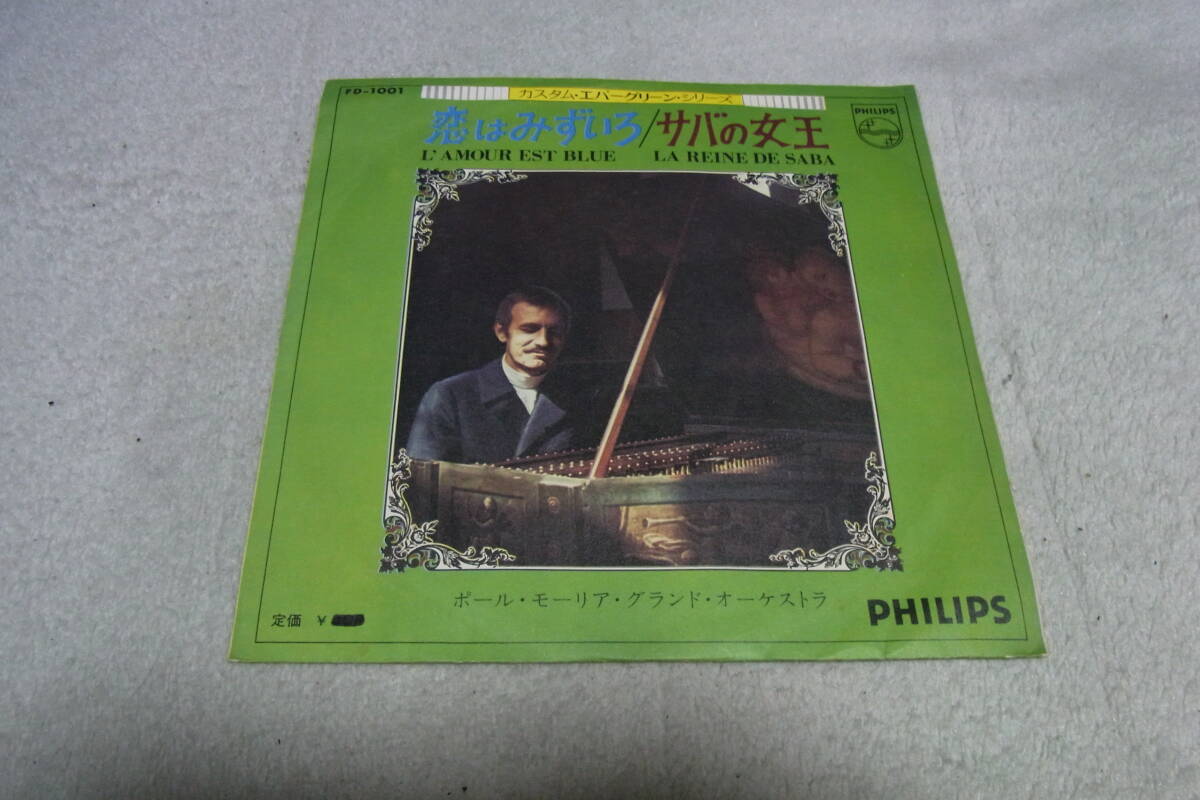 FD-1001
カスタム・エバーグリーン・シリーズ
PHILIPS
恋はみずいろ/サバの女王
L'AMOUR EST BLUE LA REINE DE SABA
ポール・モーリア・グランド・オーケストラ
定価 ¥
PHILIPS